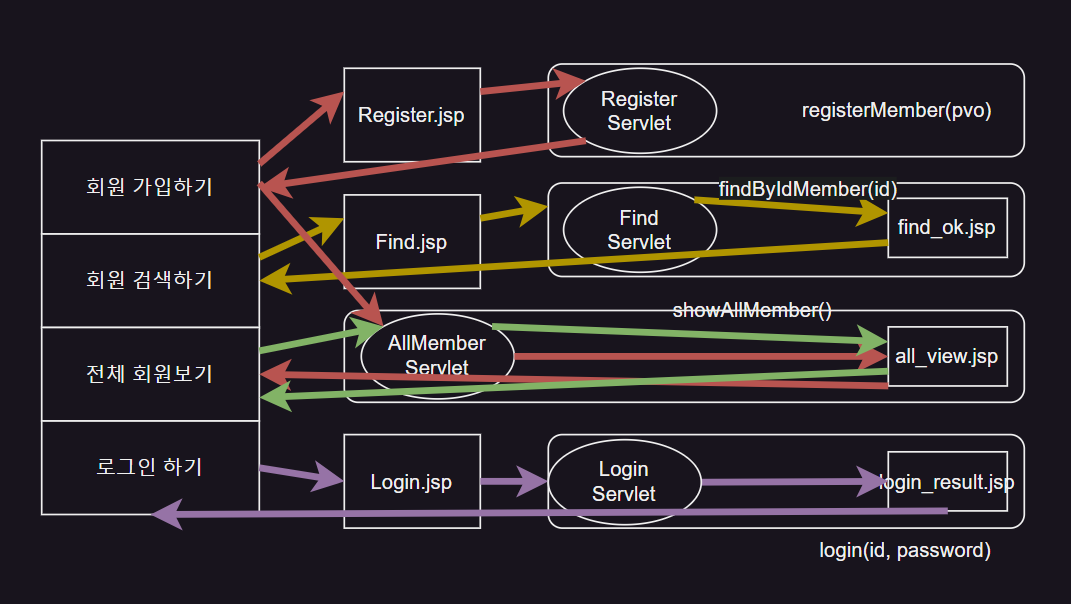 회원 가입하기
회원 검색하기
전체 회원보기
로그인 하기
Register.jsp
Register
Servlet
registerMember(pvo)
Find.jsp
Find
Servlet
findByIdMember(id)
find_ok.jsp
AllMember
Servlet
showAllMember()
all_view.jsp
Login.jsp
Login
Servlet
login_result.jsp
login(id, password)